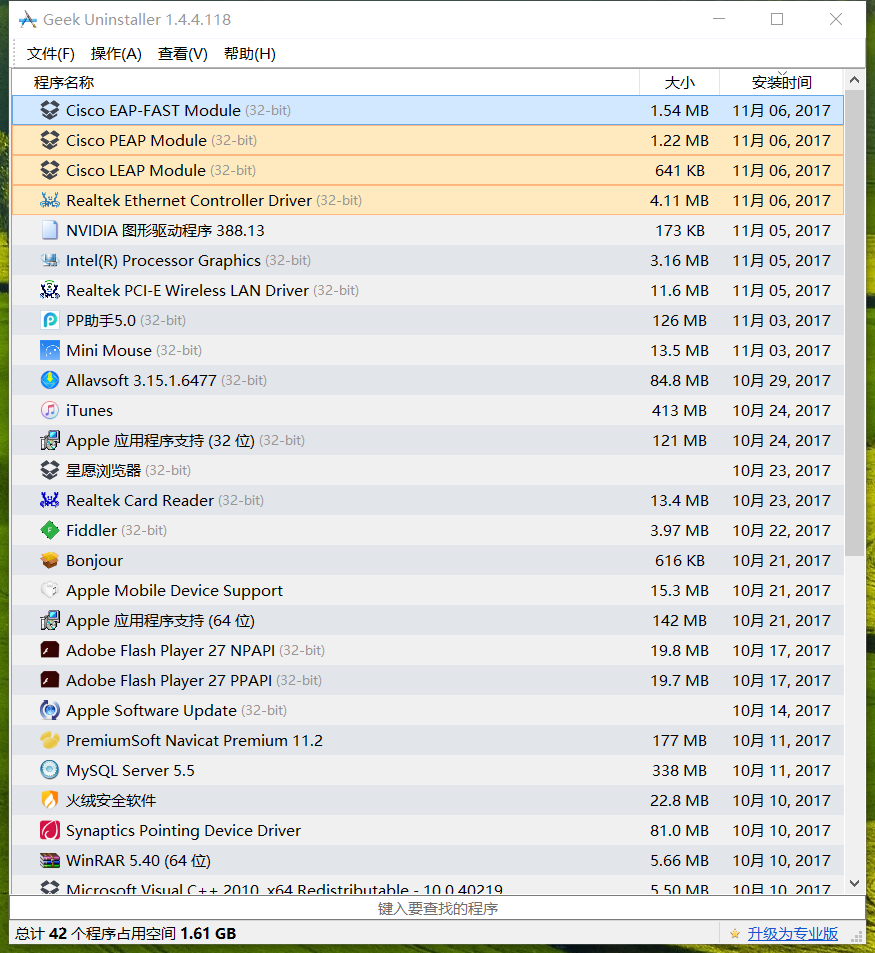 Geek Uninstaller 1.4.4.118
文件(F) 操作(A) 查看(V) 帮助(H)
程序名称 大小 安装时间
Cisco EAP-FAST Module (32-bit) 1.54 MB 11月 06, 2017
Cisco PEAP Module (32-bit) 1.22 MB 11月 06, 2017
Cisco LEAP Module (32-bit) 641 KB 11月 06, 2017
Realtek Ethernet Controller Driver (32-bit) 4.11 MB 11月 06, 2017
NVIDIA 图形驱动程序 388.13 173 KB 11月 05, 2017
Intel(R) Processor Graphics (32-bit) 3.16 MB 11月 05, 2017
Realtek PCI-E Wireless LAN Driver (32-bit) 11.6 MB 11月 05, 2017
PP助手5.0 (32-bit) 126 MB 11月 03, 2017
Mini Mouse (32-bit) 13.5 MB 11月 03, 2017
Allavsoft 3.15.1.6477 (32-bit) 84.8 MB 10月 29, 2017
iTunes 413 MB 10月 24, 2017
Apple 应用程序支持 (32 位) (32-bit) 121 MB 10月 24, 2017
星愿浏览器 (32-bit) 10月 23, 2017
Realtek Card Reader (32-bit) 13.4 MB 10月 23, 2017
Fiddler (32-bit) 3.97 MB 10月 22, 2017
Bonjour 616 KB 10月 21, 2017
Apple Mobile Device Support 15.3 MB 10月 21, 2017
Apple 应用程序支持 (64 位) 142 MB 10月 21, 2017
Adobe Flash Player 27 NPAPI (32-bit) 19.8 MB 10月 17, 2017
Adobe Flash Player 27 PPAPI (32-bit) 19.7 MB 10月 17, 2017
Apple Software Update (32-bit) 10月 14, 2017
PremiumSoft Navicat Premium 11.2 177 MB 10月 11, 2017
MySQL Server 5.5 338 MB 10月 11, 2017
火绒安全软件 22.8 MB 10月 10, 2017
Synaptics Pointing Device Driver 81.0 MB 10月 10, 2017
WinRAR 5.40 (64 位) 5.66 MB 10月 10, 2017
Microsoft Visual C++ 2010 x64 Redistributable - 10.0.40219 5.50 MB 10月 10, 2017
键入要查找的程序
总计 42 个程序占用空间 1.61 GB 升级为专业版